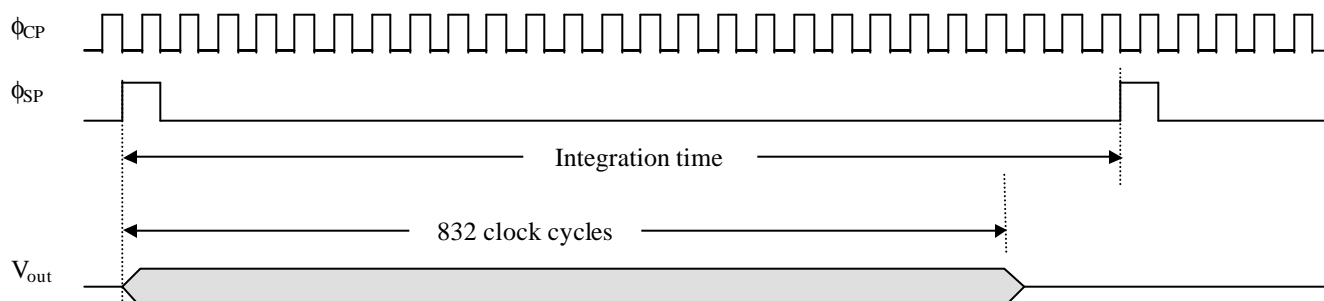 ϕCP
ϕSP
Integration time
832 clock cycles
Vout